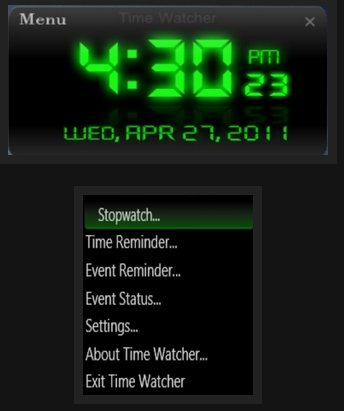 Menu Time Watcher ×
4:30 PM
23
WED, APR 27, 2011
Stopwatch...
Time Reminder...
Event Reminder...
Event Status...
Settings...
About Time Watcher...
Exit Time Watcher